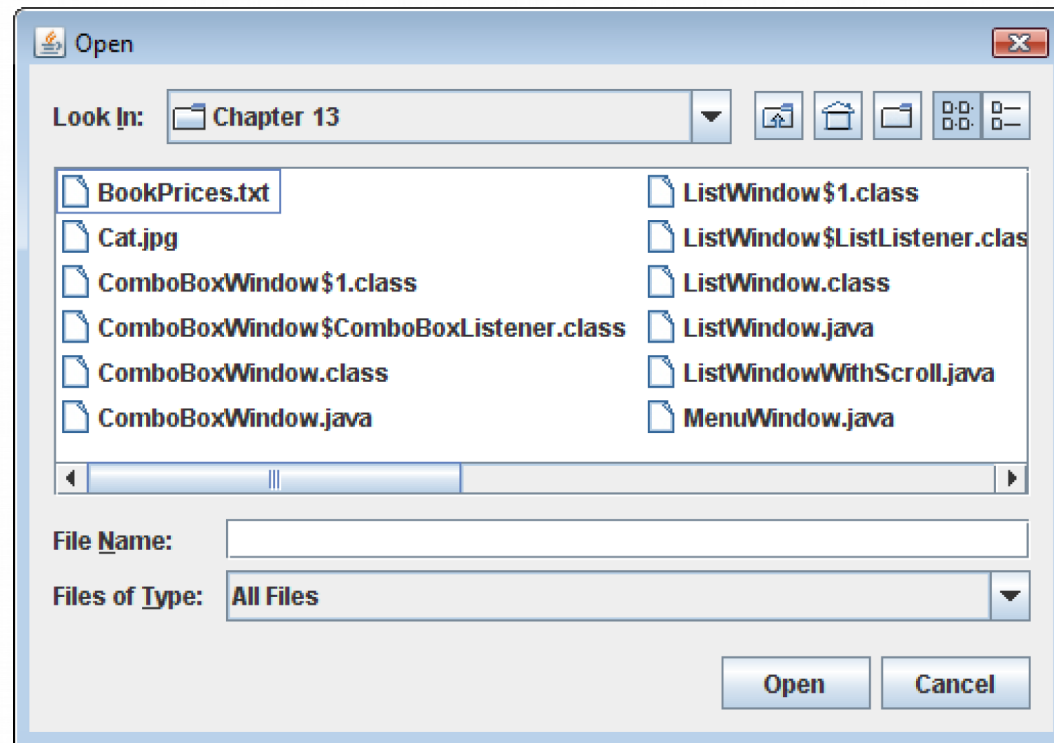 Open
Look In: Chapter 13
BookPrices.txt
Cat.jpg
ComboBoxWindow$1.class
ComboBoxWindow$ComboBoxListener.class
ComboBoxWindow.class
ComboBoxWindow.java
ListWindow$1.class
ListWindow$ListListener.clas
ListWindow.class
ListWindow.java
ListWindowWithScroll.java
MenuWindow.java
File Name:
Files of Type: All Files
Open Cancel